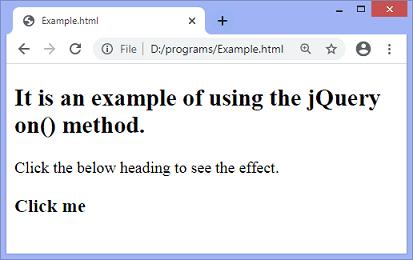 Example.html
File | D:/programs/Example.html
It is an example of using the jQuery
on() method.
Click the below heading to see the effect.
Click me